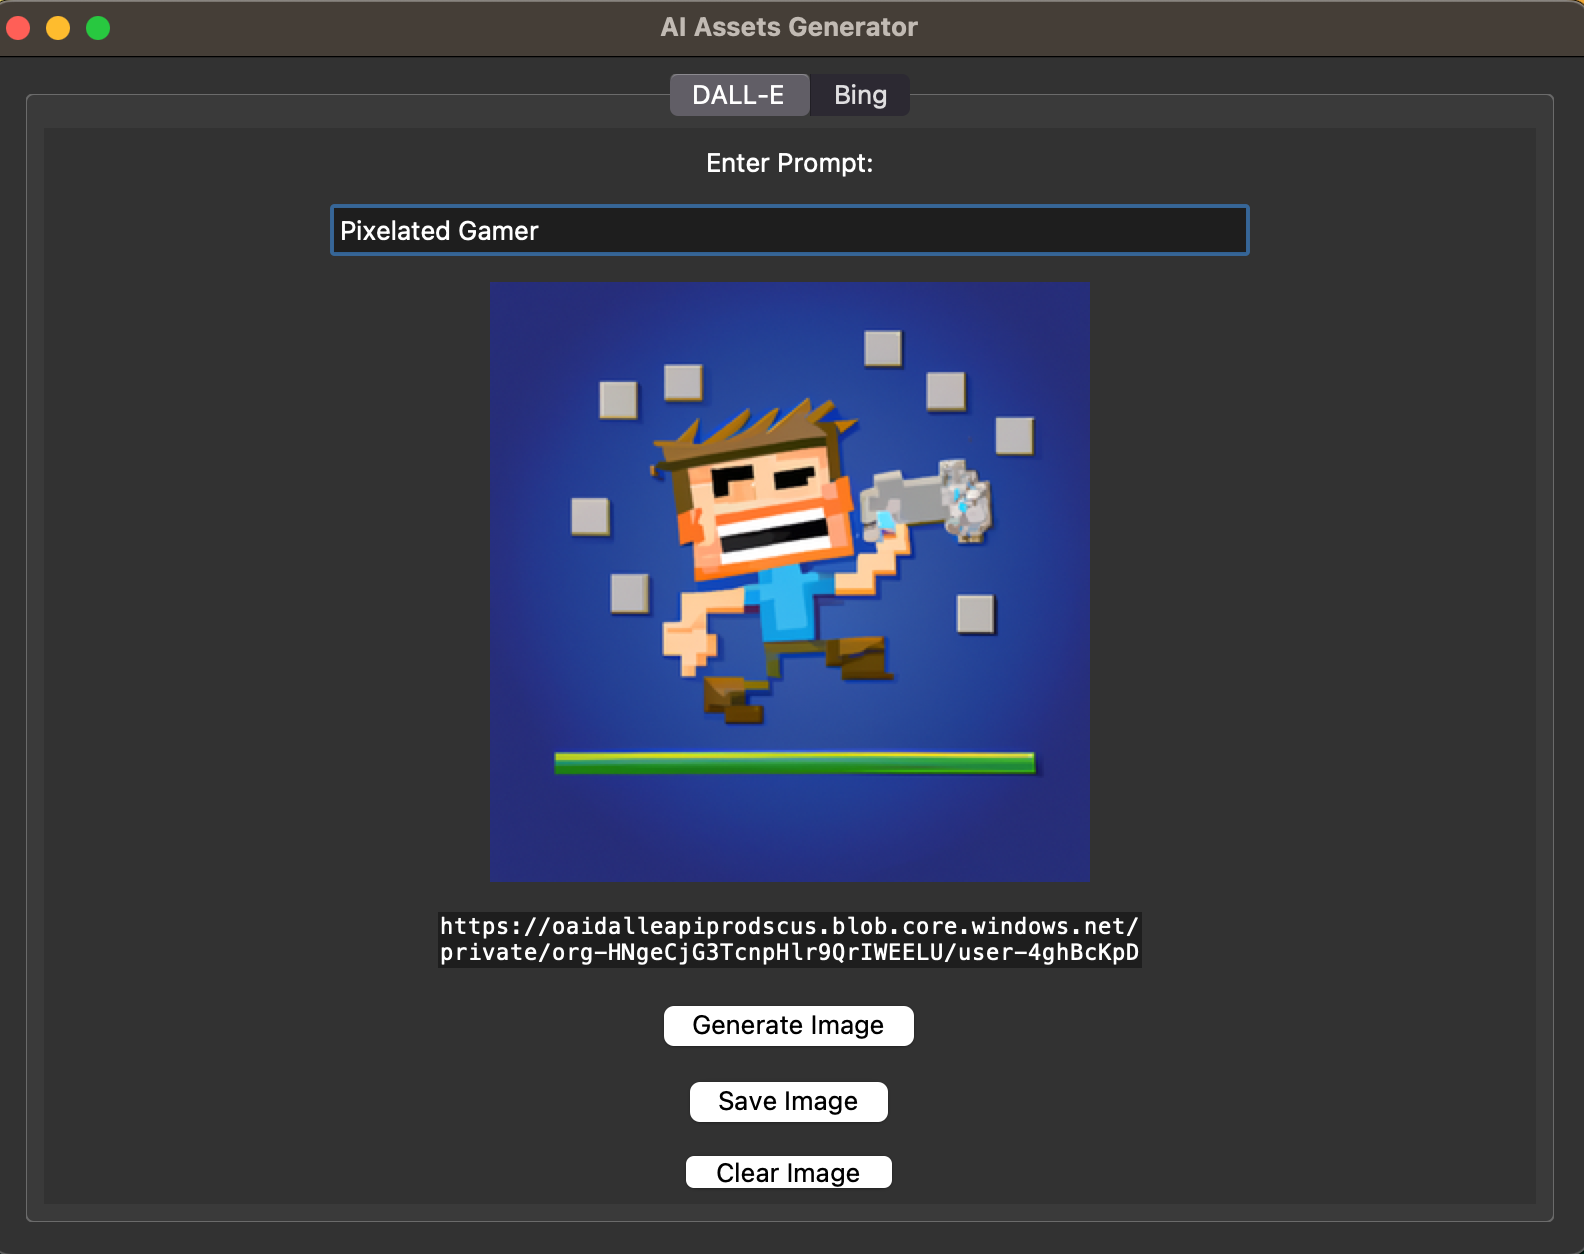 AI Assets Generator
DALL-E
Bing
Enter Prompt:
Pixelated Gamer
https://oaidalleapiprodscus.blob.core.windows.net/
private/org-HNgeCjG3TcnpHlr9QrIWEELU/user-4ghBcKpD
Generate Image
Save Image
Clear Image